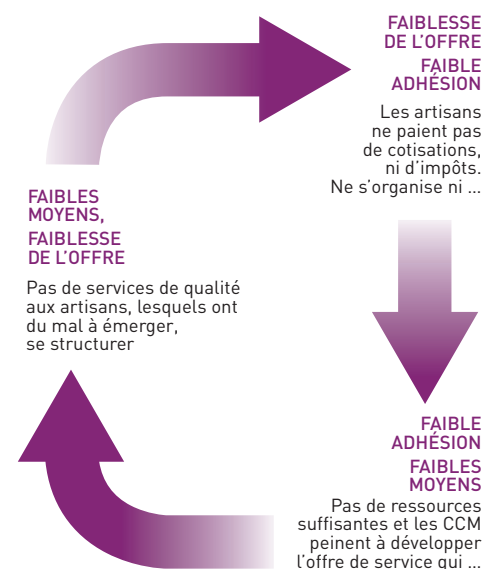 FAIBLESSE
DE L'OFFRE
FAIBLE
ADHÉSION
Les artisans
ne paient pas
de cotisations,
ni d'impôts.
Ne s'organise ni ...
FAIBLE
ADHÉSION
FAIBLES
MOYENS
Pas de ressources
suffisantes et les CCM
peinent à développer
l'offre de service qui ...
FAIBLES
MOYENS,
FAIBLESSE
DE L'OFFRE
Pas de services de qualité
aux artisans, lesquels ont
du mal à émerger,
se structurer